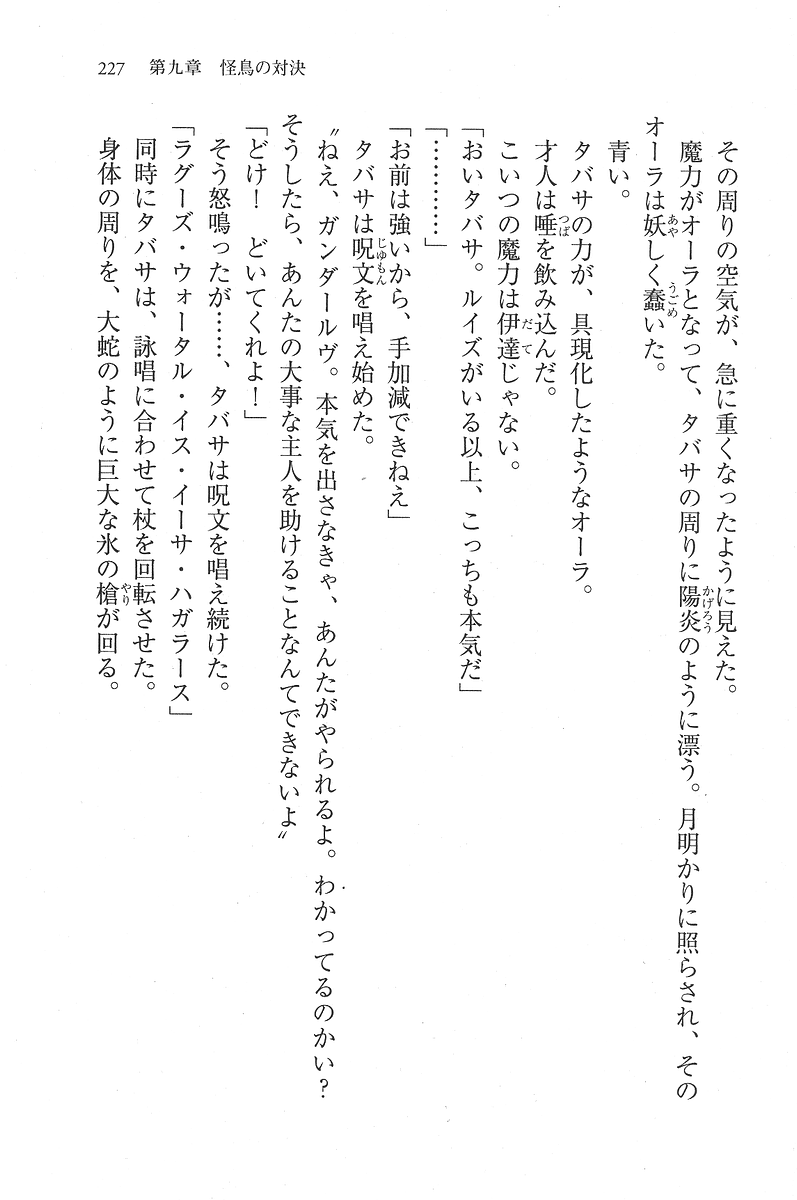 227　第九章　怪鳥の対決
その周りの空気が、急に重くなったように見えた。
魔力がオーラとなって、タバサの周りに陽炎のように漂う。月明かりに照らされ、その
オーラは妖しく蠢いた。
青い。
タバサの力が、具現化したようなオーラ。
才人は唾を飲み込んだ。
こいつの魔力は伊達じゃない。
「おいタバサ。ルイズがいる以上、こっちも本気だ」
「…………」
「お前は強いから、手加減できねえ」
タバサは呪文を唱え始めた。
〝ねえ、ガンダールヴ。本気を出さなきゃ、あんたがやられるよ。わかってるのかい？
そうしたら、あんたの大事な主人を助けることなんてできないよ〟
「どけ！　どいてくれよ！」
そう怒鳴ったが……、タバサは呪文を唱え続けた。
「ラグーズ・ウォータル・イス・イーサ・ハガラース」
同時にタバサは、詠唱に合わせて杖を回転させた。
身体の周りを、大蛇のように巨大な氷の槍が回る。